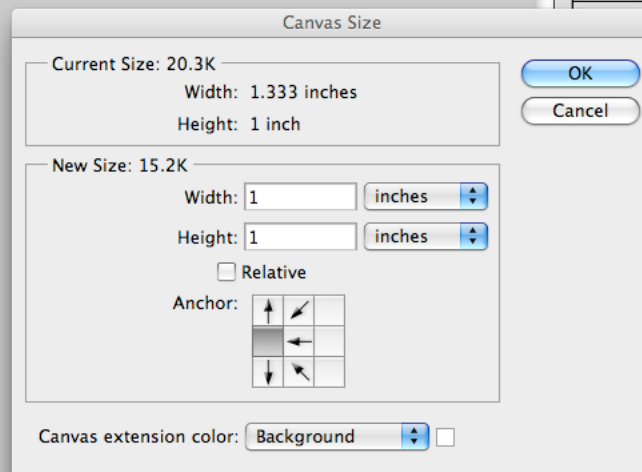 Canvas Size
Current Size: 20.3K
Width: 1.333 inches
Height: 1 inch
OK
Cancel
New Size: 15.2K
Width: 1 inches
Height: 1 inches
Relative
Anchor:
Canvas extension color: Background